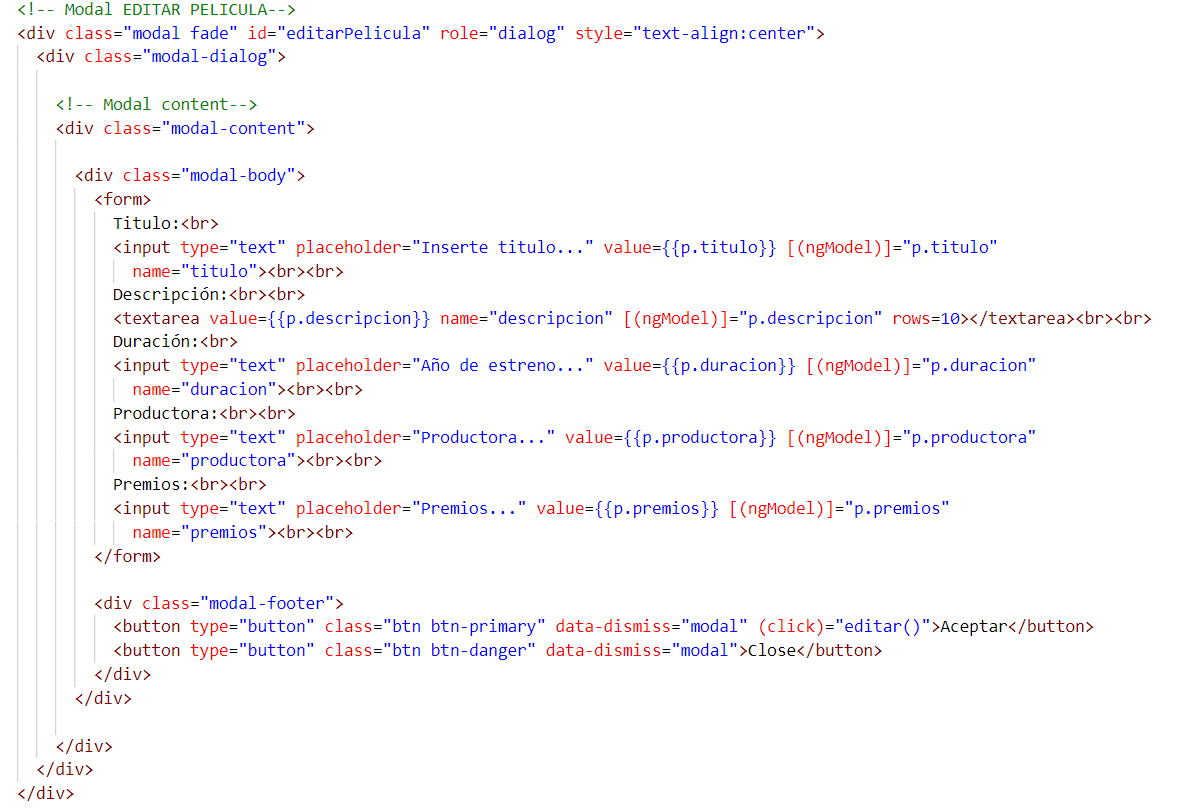 <!-- Modal EDITAR PELICULA-->
<div class="modal fade" id="editarPelicula" role="dialog" style="text-align:center">
<div class="modal-dialog">
<!-- Modal content-->
<div class="modal-content">
<div class="modal-body">
<form>
Titulo:<br>
<input type="text" placeholder="Inserte titulo..." value={{p.titulo}} [(ngModel)]="p.titulo"
name="titulo"><br><br>
Descripción:<br><br>
<textarea value={{p.descripcion}} name="descripcion" [(ngModel)]="p.descripcion" rows=10></textarea><br><br>
Duración:<br>
<input type="text" placeholder="Año de estreno..." value={{p.duracion}} [(ngModel)]="p.duracion"
name="duracion"><br><br>
Productora:<br><br>
<input type="text" placeholder="Productora..." value={{p.productora}} [(ngModel)]="p.productora"
name="productora"><br><br>
Premios:<br><br>
<input type="text" placeholder="Premios..." value={{p.premios}} [(ngModel)]="p.premios"
name="premios"><br><br>
</form>
<div class="modal-footer">
<button type="button" class="btn btn-primary" data-dismiss="modal" (click)="editar()">Aceptar</button>
<button type="button" class="btn btn-danger" data-dismiss="modal">Close</button>
</div>
</div>
</div>
</div>
</div>